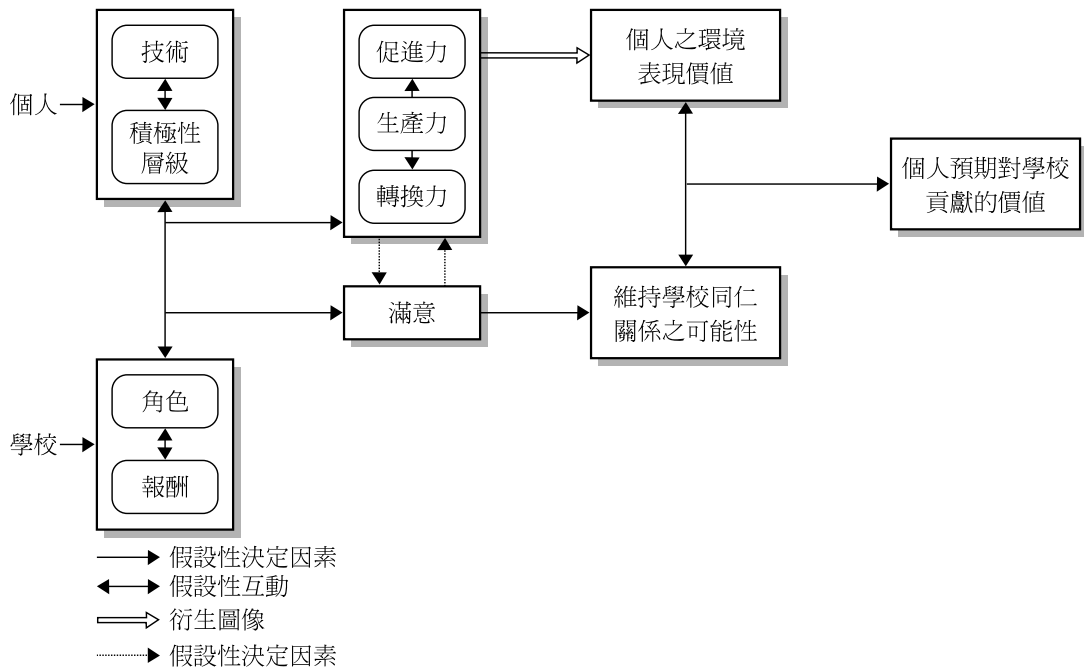 個人
技術
積極性
層級
促進力
生產力
轉換力
個人之環境
表現價值
個人預期對學校
貢獻的價值
滿意
維持學校同仁
關係之可能性
學校
角色
報酬
假設性決定因素
假設性互動
衍生圖像
假設性決定因素